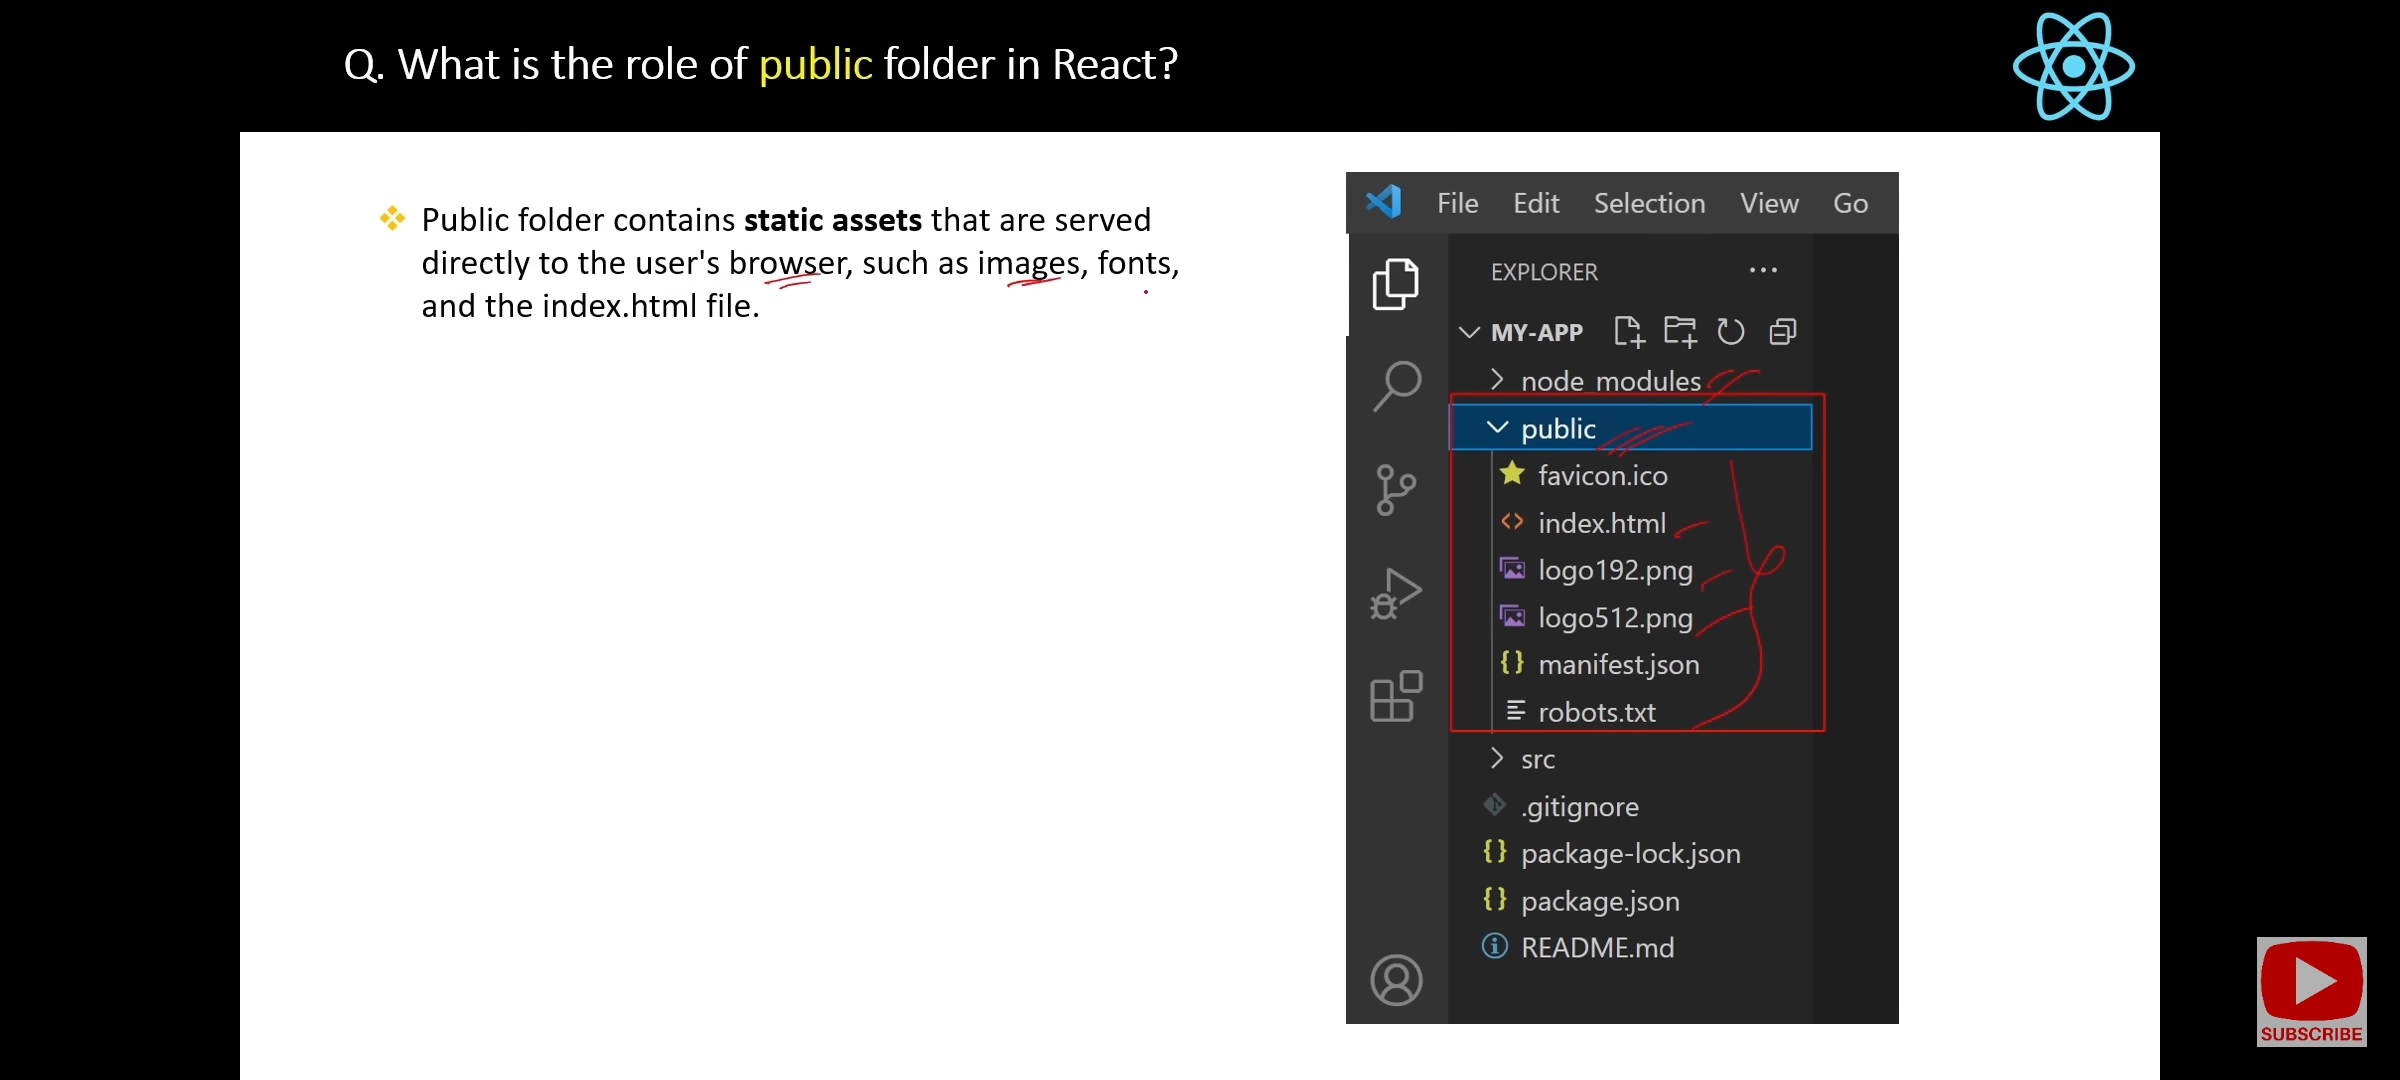 Q. What is the role of public folder in React?
Public folder contains static assets that are served
directly to the user's browser, such as images, fonts,
and the index.html file.
File Edit Selection View Go
EXPLORER
MY-APP
node_modules
public
favicon.ico
index.html
logo192.png
logo512.png
manifest.json
robots.txt
src
.gitignore
package-lock.json
package.json
README.md
SUBSCRIBE